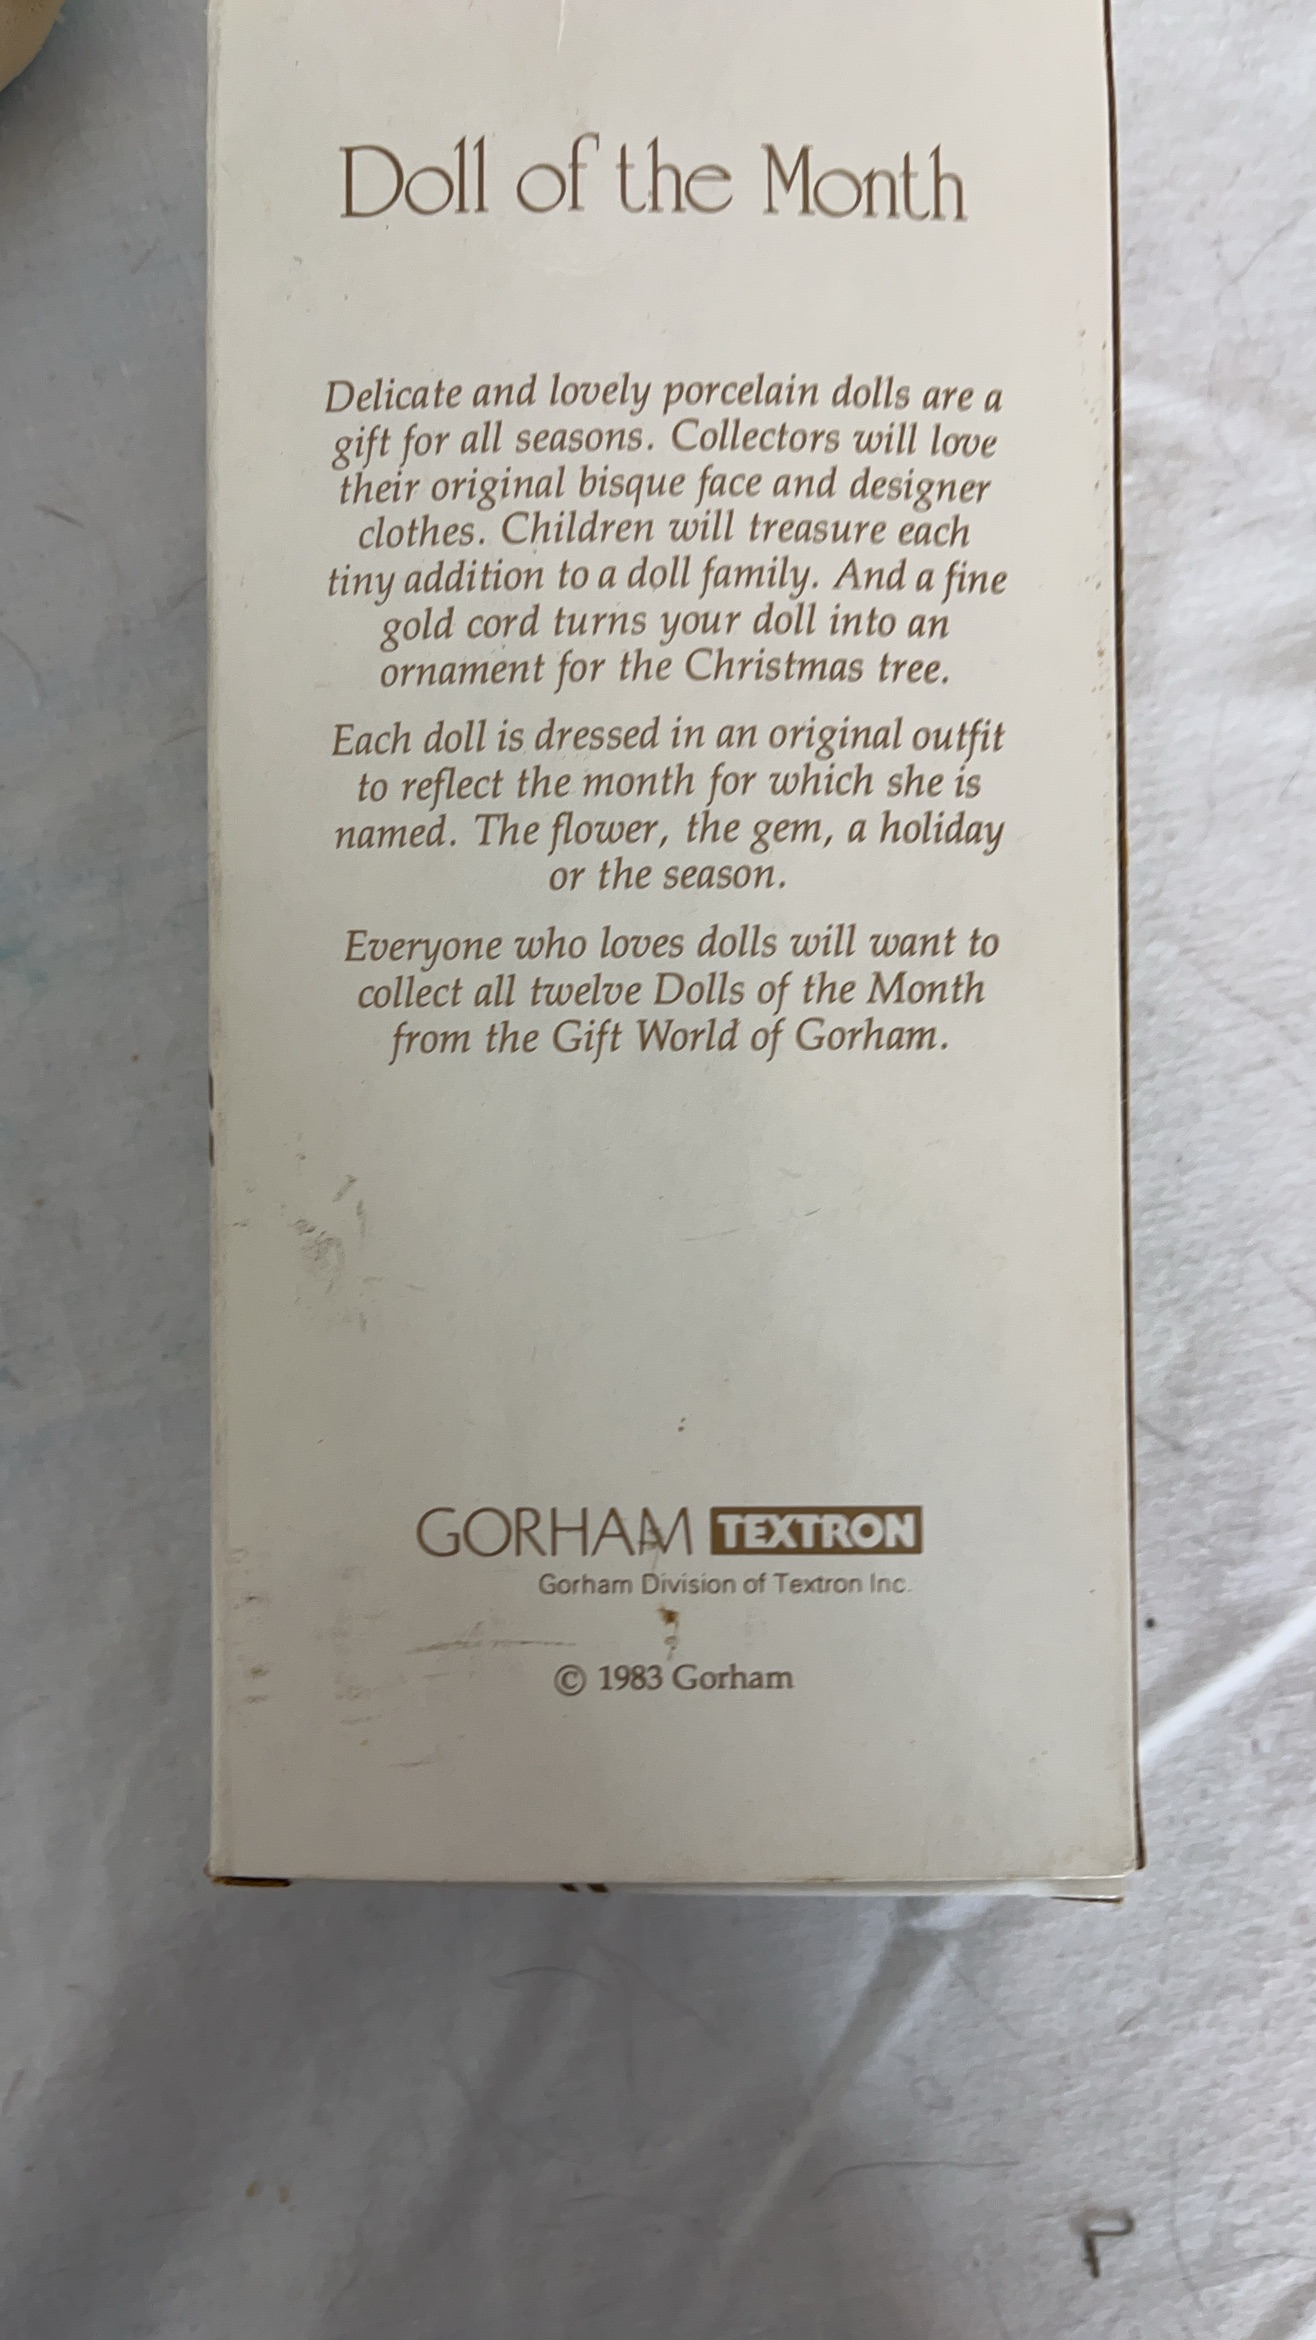 Doll of the Month
Delicate and lovely porcelain dolls are a
gift for all seasons. Collectors will love
their original bisque face and designer
clothes. Children will treasure each
tiny addition to a doll family. And a fine
gold cord turns your doll into an
ornament for the Christmas tree.
Each doll is dressed in an original outfit
to reflect the month for which she is
named. The flower, the gem, a holiday
or the season.
Everyone who loves dolls will want to
collect all twelve Dolls of the Month
from the Gift World of Gorham.
GORHAM TEXTRON
Gorham Division of Textron Inc.
© 1983 Gorham